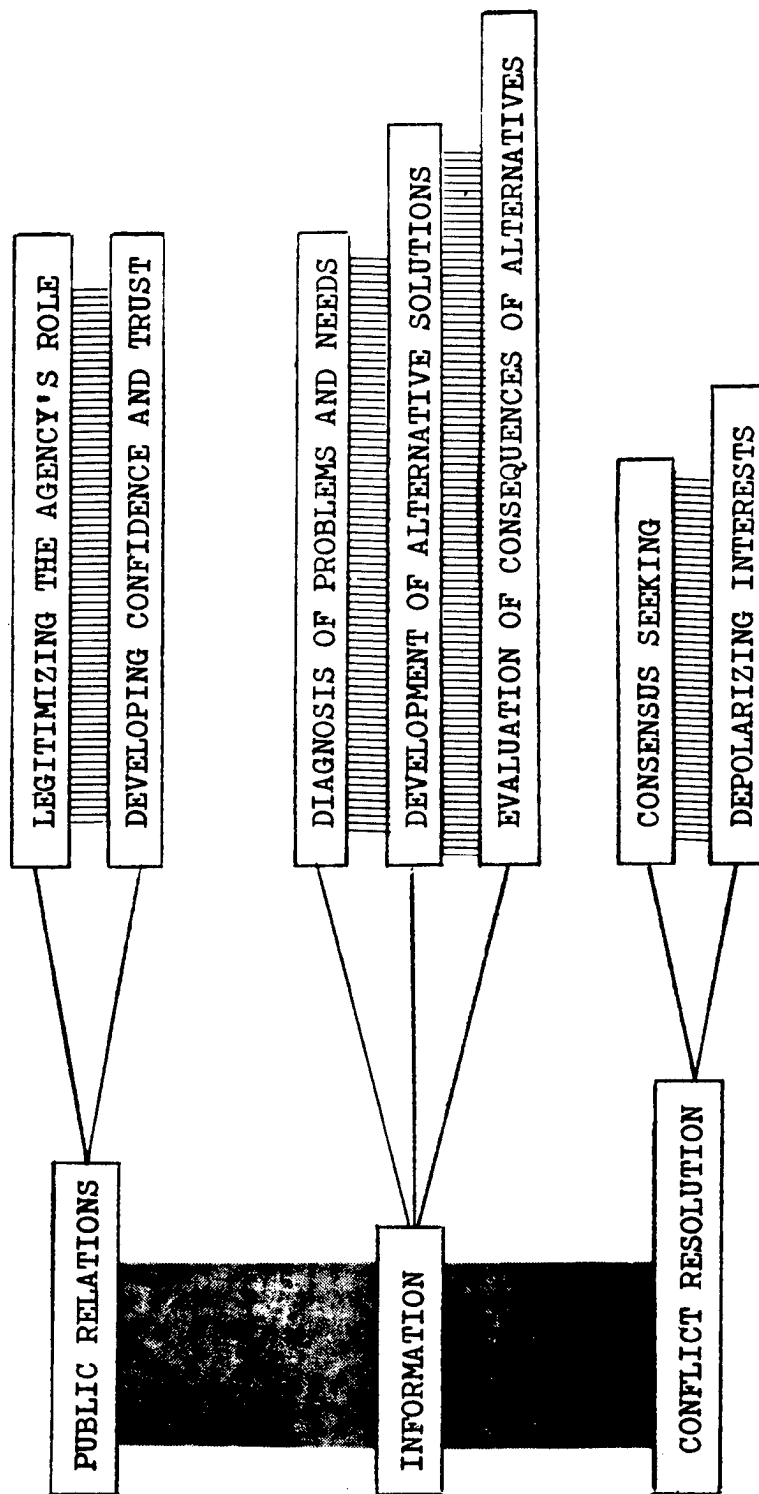 PUBLIC RELATIONS
LEGITIMIZING THE AGENCY'S ROLE
DEVELOPING CONFIDENCE AND TRUST
INFORMATION
DIAGNOSIS OF PROBLEMS AND NEEDS
DEVELOPMENT OF ALTERNATIVE SOLUTIONS
EVALUATION OF CONSEQUENCES OF ALTERNATIVES
CONFLICT RESOLUTION
CONSENSUS SEEKING
DEPOLARIZING INTERESTS